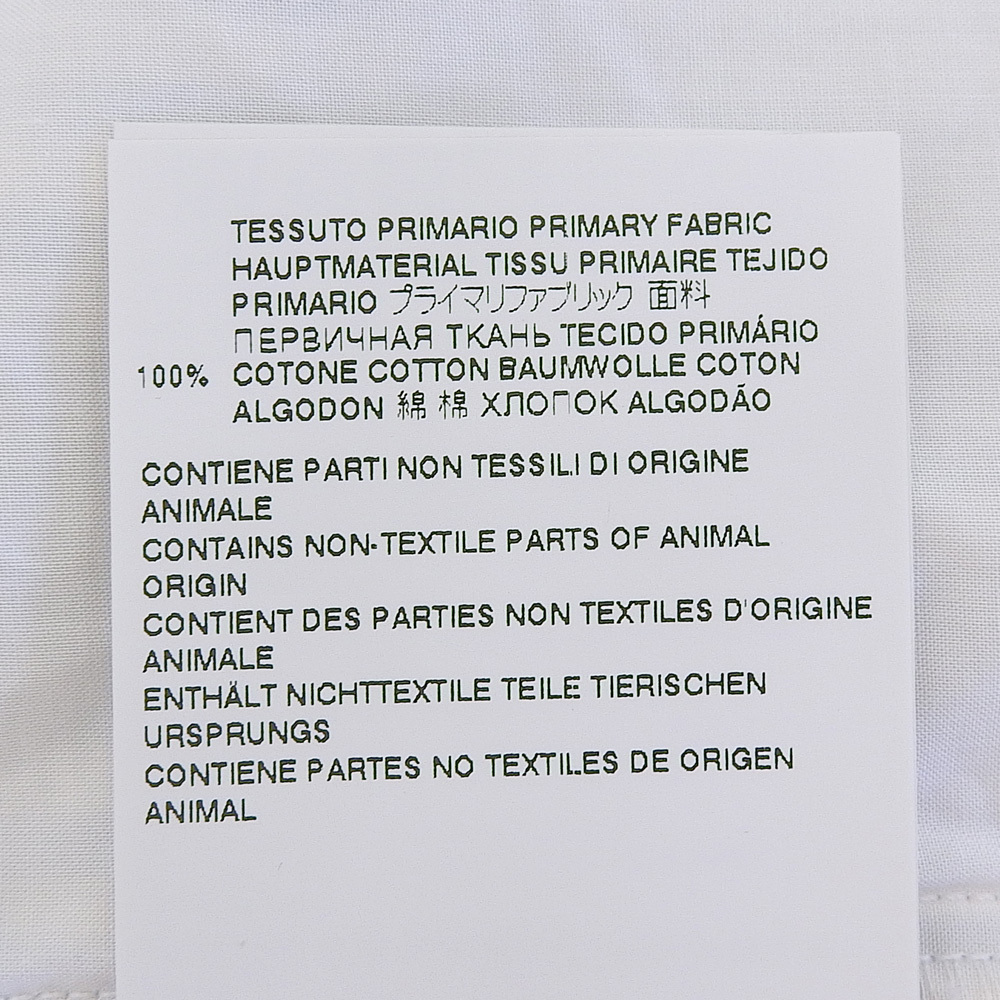 TESSUTO PRIMARIO PRIMARY FABRIC
HAUPTMATERIAL TISSU PRIMAIRE TEJIDO
PRIMARIO プライマリファブリック 面料
ПЕРВИЧНАЯ ТКАНЬ TECIDO PRIMÁRIO
100% COTONE COTTON BAUMWOLLE COTON
ALGODON 綿 棉 ХЛОПОК ALGODÃO
CONTIENE PARTI NON TESSILI DI ORIGINE
ANIMALE
CONTAINS NON-TEXTILE PARTS OF ANIMAL
ORIGIN
CONTIENT DES PARTIES NON TEXTILES D'ORIGINE
ANIMALE
ENTHÄLT NICHTTEXTILE TEILE TIERISCHEN
URSPRUNGS
CONTIENE PARTES NO TEXTILES DE ORIGEN
ANIMAL